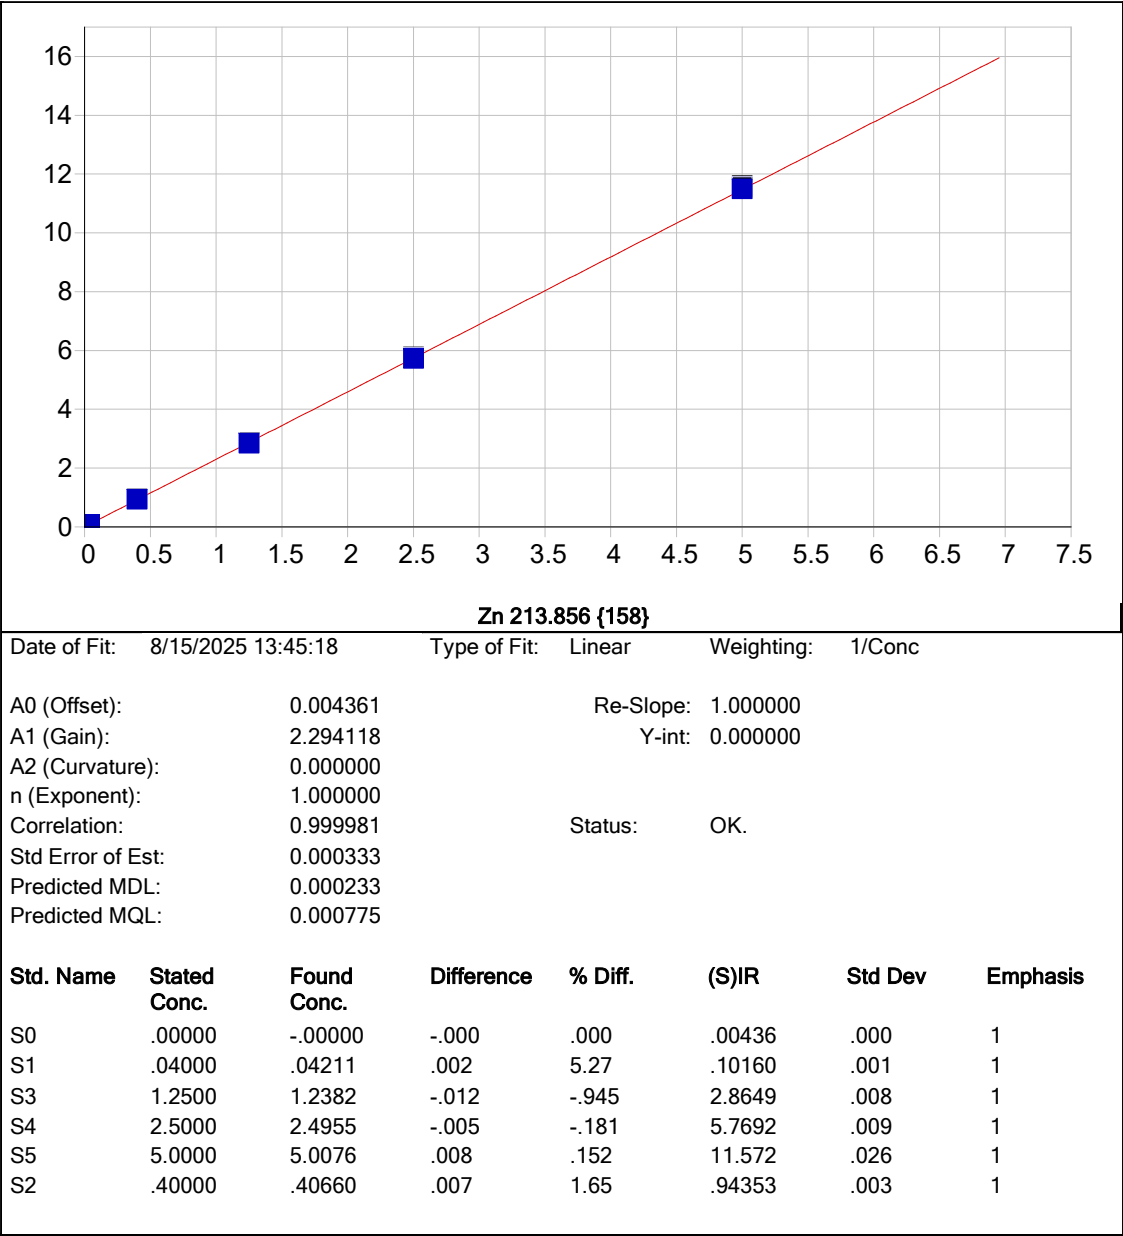 16
14
12
10
8
6
4
2
0
0 0.5 1 1.5 2 2.5 3 3.5 4 4.5 5 5.5 6 6.5 7 7.5
Zn 213.856 {158}
Date of Fit: 8/15/2025 13:45:18 Type of Fit: Linear Weighting: 1/Conc
A0 (Offset): 0.004361 Re-Slope: 1.000000
A1 (Gain): 2.294118 Y-int: 0.000000
A2 (Curvature): 0.000000
n (Exponent): 1.000000
Correlation: 0.999981 Status: OK.
Std Error of Est: 0.000333
Predicted MDL: 0.000233
Predicted MQL: 0.000775
Std. Name Stated Found Difference % Diff. (S)IR Std Dev Emphasis
Conc. Conc.
S0 .00000 -.00000 -.000 .000 .00436 .000 1
S1 .04000 .04211 .002 5.27 .10160 .001 1
S3 1.2500 1.2382 -.012 -.945 2.8649 .008 1
S4 2.5000 2.4955 -.005 -.181 5.7692 .009 1
S5 5.0000 5.0076 .008 .152 11.572 .026 1
S2 .40000 .40660 .007 1.65 .94353 .003 1